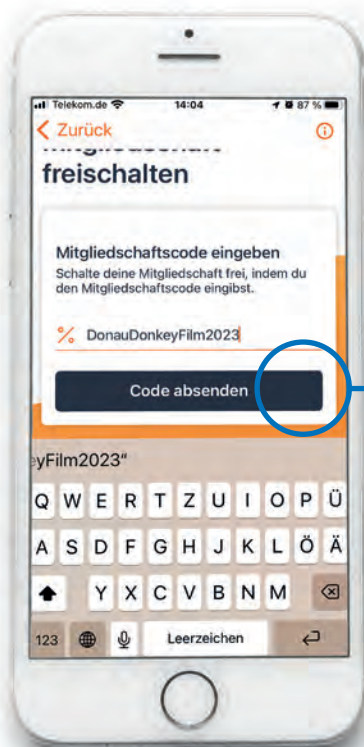 Telekom.de 14:04 87 %
Zurück
freischalten
Mitgliedschaftscode eingeben
Schalte deine Mitgliedschaft frei, indem du
den Mitgliedschaftscode eingibst.
% DonauDonkeyFilm2023
Code absenden
eyFilm2023“
Q W E R T Z U I O P Ü
A S D F G H J K L Ö Ä
Y X C V B N M
123 Leerzeichen